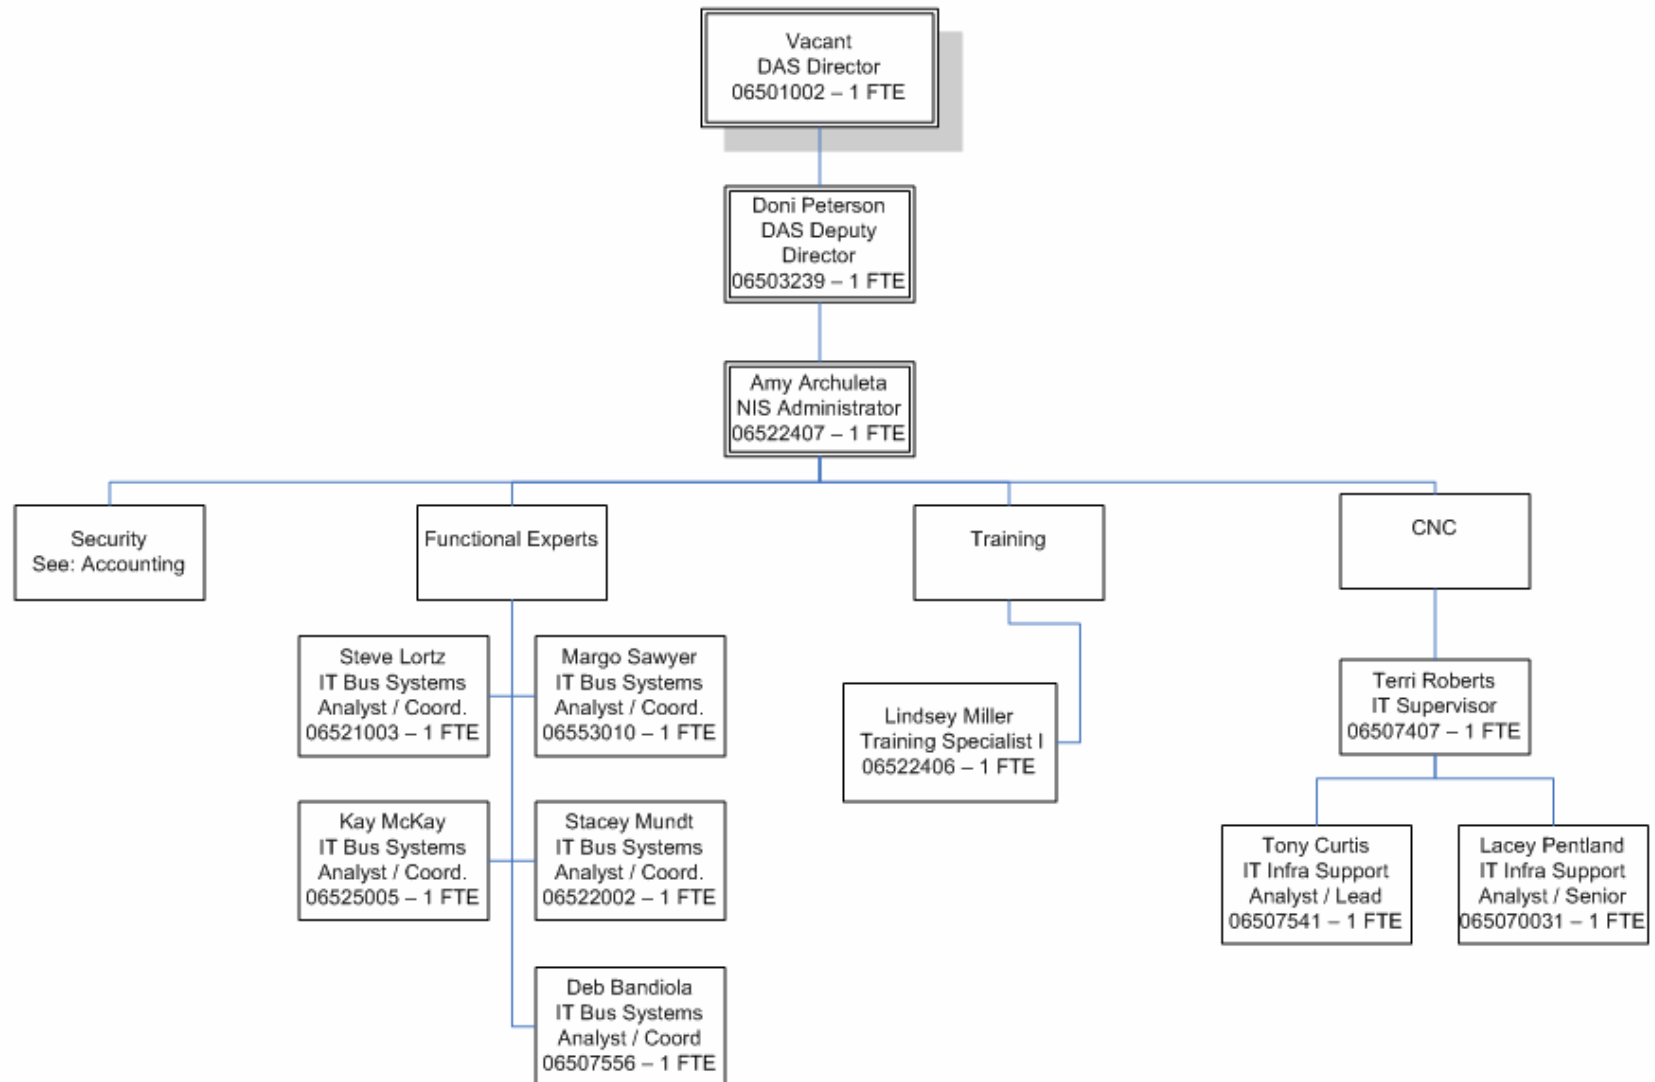 Vacant
DAS Director
06501002 – 1 FTE
Doni Peterson
DAS Deputy
Director
06503239 – 1 FTE
Amy Archuleta
NIS Administrator
06522407 – 1 FTE
Security
See: Accounting
Functional Experts
Training
CNC
Steve Lortz
IT Bus Systems
Analyst / Coord.
06521003 – 1 FTE
Margo Sawyer
IT Bus Systems
Analyst / Coord.
06553010 – 1 FTE
Kay McKay
IT Bus Systems
Analyst / Coord.
06525005 – 1 FTE
Stacey Mundt
IT Bus Systems
Analyst / Coord.
06522002 – 1 FTE
Deb Bandiola
IT Bus Systems
Analyst / Coord
06507556 – 1 FTE
Lindsey Miller
Training Specialist I
06522406 – 1 FTE
Terri Roberts
IT Supervisor
06507407 – 1 FTE
Tony Curtis
IT Infra Support
Analyst / Lead
06507541 – 1 FTE
Lacey Pentland
IT Infra Support
Analyst / Senior
065070031 – 1 FTE